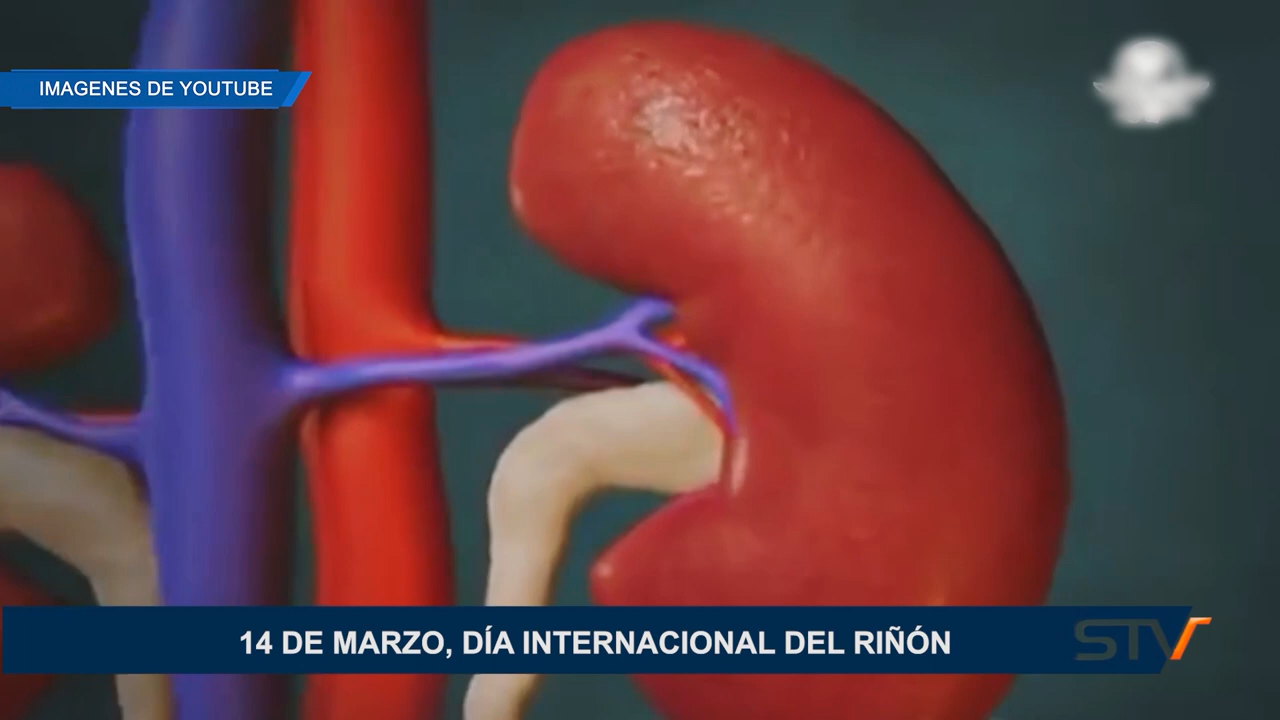 IMAGENES DE YOUTUBE
14 DE MARZO, DÍA INTERNACIONAL DEL RIÑÓN
STV